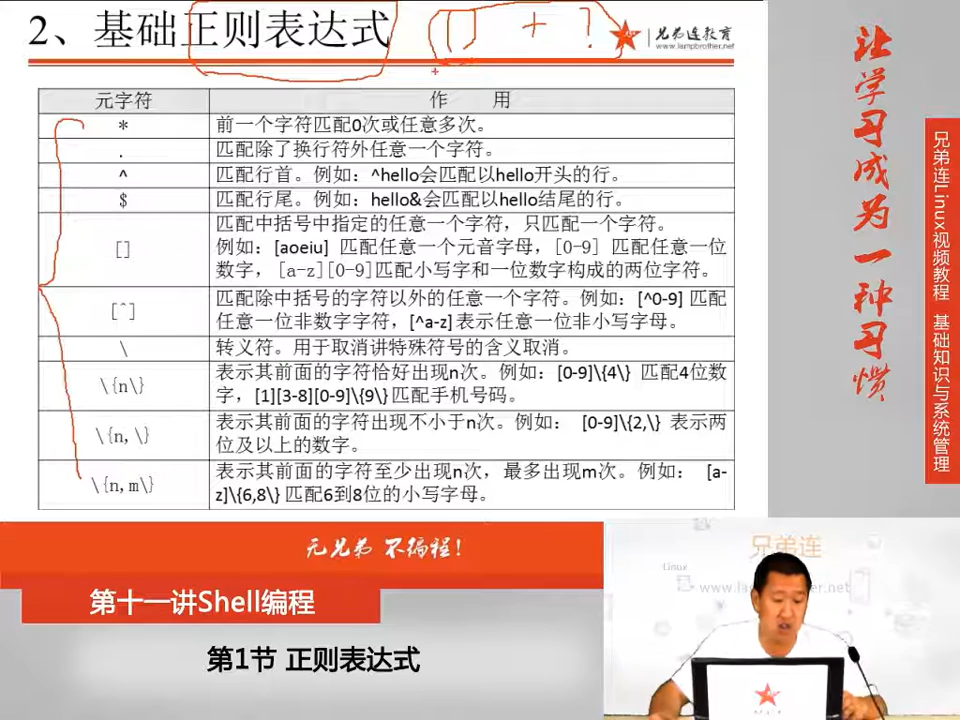 2、基础正则表达式
() + ?
兄弟连教育
www.lampbrother.net
元字符 作 用
* 前一个字符匹配0次或任意多次。
. 匹配除了换行符外任意一个字符。
^ 匹配行首。例如：^hello会匹配以hello开头的行。
$ 匹配行尾。例如：hello&会匹配以hello结尾的行。
[] 匹配中括号中指定的任意一个字符，只匹配一个字符。
例如：[aoeiu] 匹配任意一个元音字母，[0-9] 匹配任意一位
数字，[a-z][0-9]匹配小写字和一位数字构成的两位字符。
[^] 匹配除中括号的字符以外的任意一个字符。例如：[^0-9] 匹配
任意一位非数字字符，[^a-z]表示任意一位非小写字母。
\ 转义符。用于取消讲特殊符号的含义取消。
\{n\} 表示其前面的字符恰好出现n次。例如：[0-9]\{4\} 匹配4位数
字，[1][3-8][0-9]\{9\}匹配手机号码。
\{n,\} 表示其前面的字符出现不小于n次。例如： [0-9]\{2,\} 表示两
位及以上的数字。
\{n,m\} 表示其前面的字符至少出现n次，最多出现m次。例如： [a-
z]\{6,8\}匹配6到8位的小写字母。
让学习成为一种习惯
兄弟连Linux视频教程 基础知识与系统管理
无兄弟 不编程！
第十一讲Shell编程
第1节 正则表达式
兄弟连
Linux